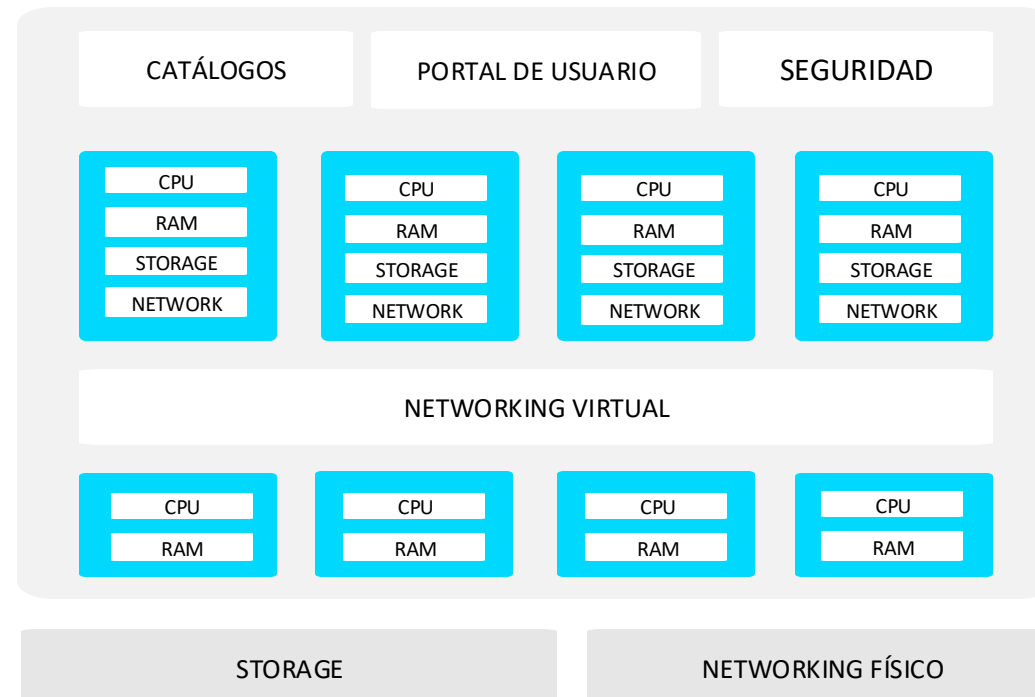 CATÁLOGOS
PORTAL DE USUARIO
SEGURIDAD
CPU
RAM
STORAGE
NETWORK
CPU
RAM
STORAGE
NETWORK
CPU
RAM
STORAGE
NETWORK
CPU
RAM
STORAGE
NETWORK
NETWORKING VIRTUAL
CPU
RAM
CPU
RAM
CPU
RAM
CPU
RAM
STORAGE
NETWORKING FÍSICO